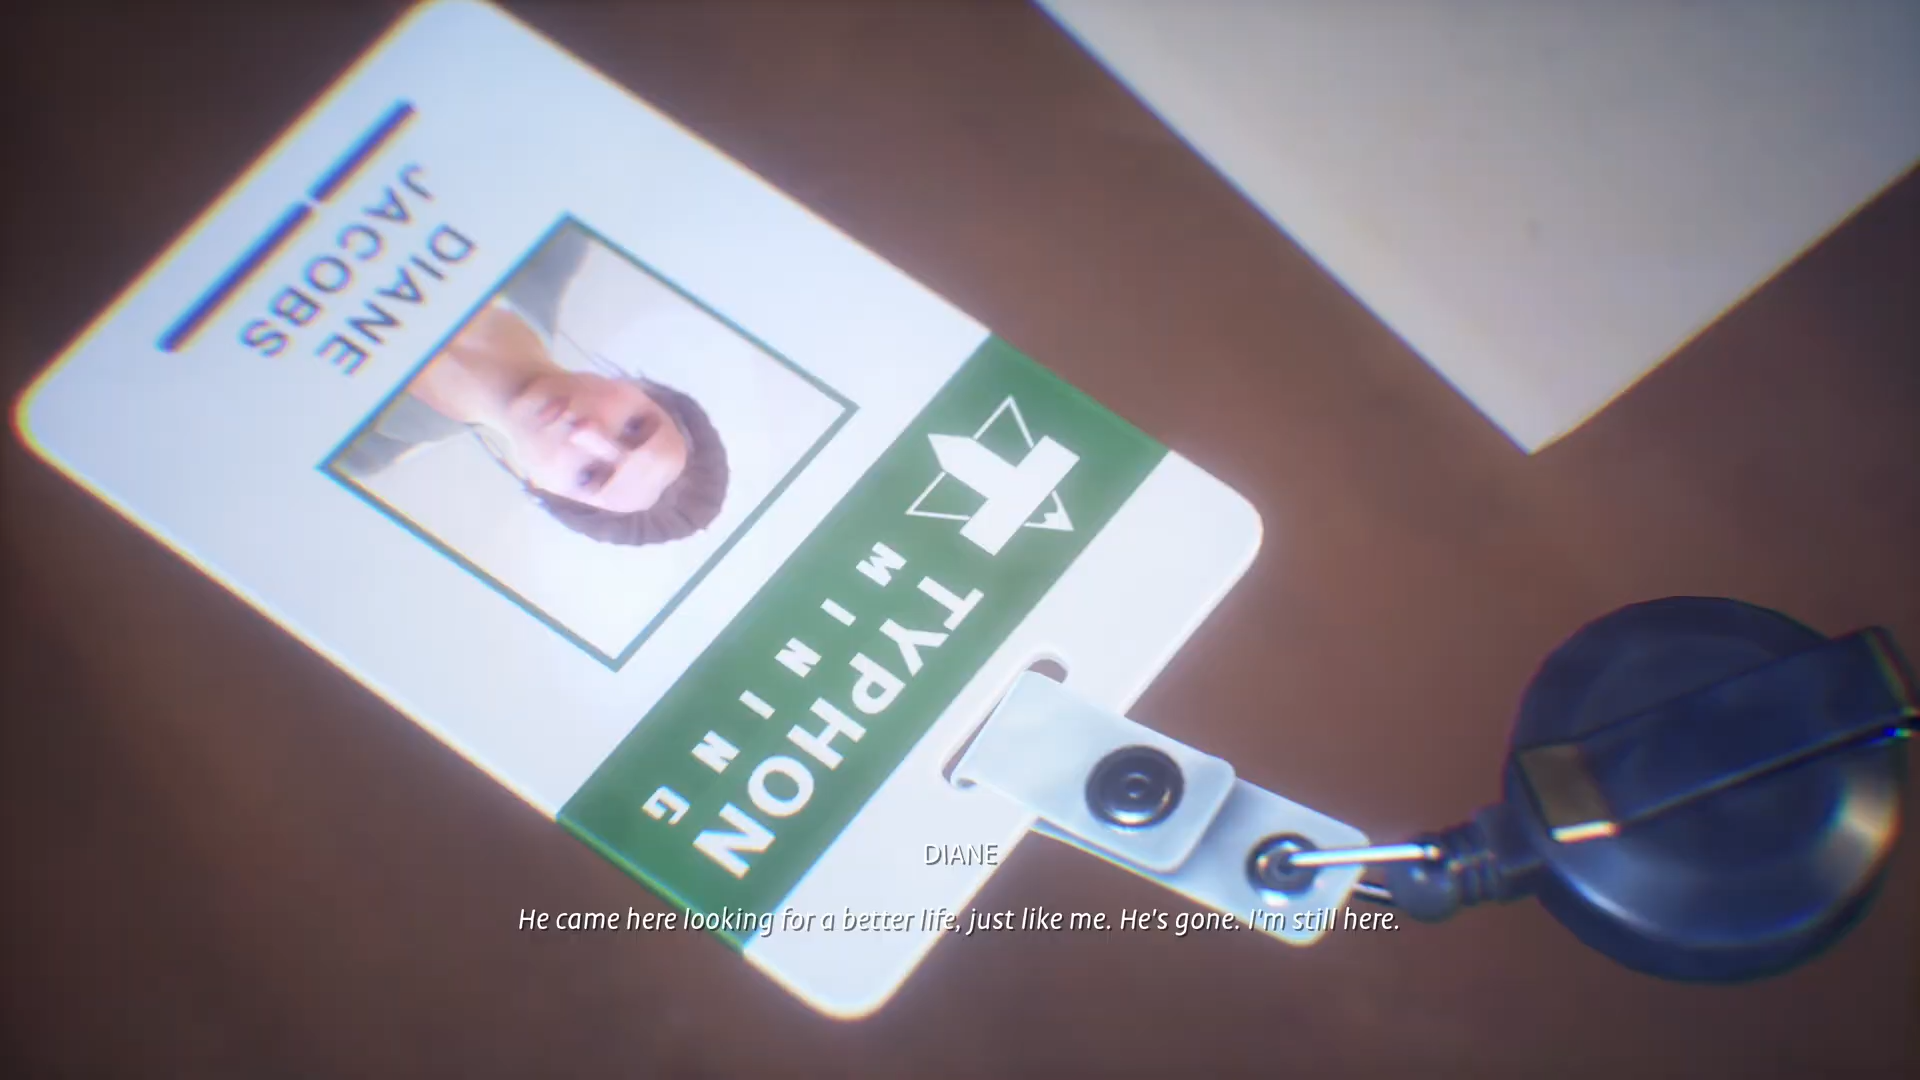 TYPHON
MINING
DIANE
JACOBS
DIANE
He came here looking for a better life, just like me. He's gone. I'm still here.